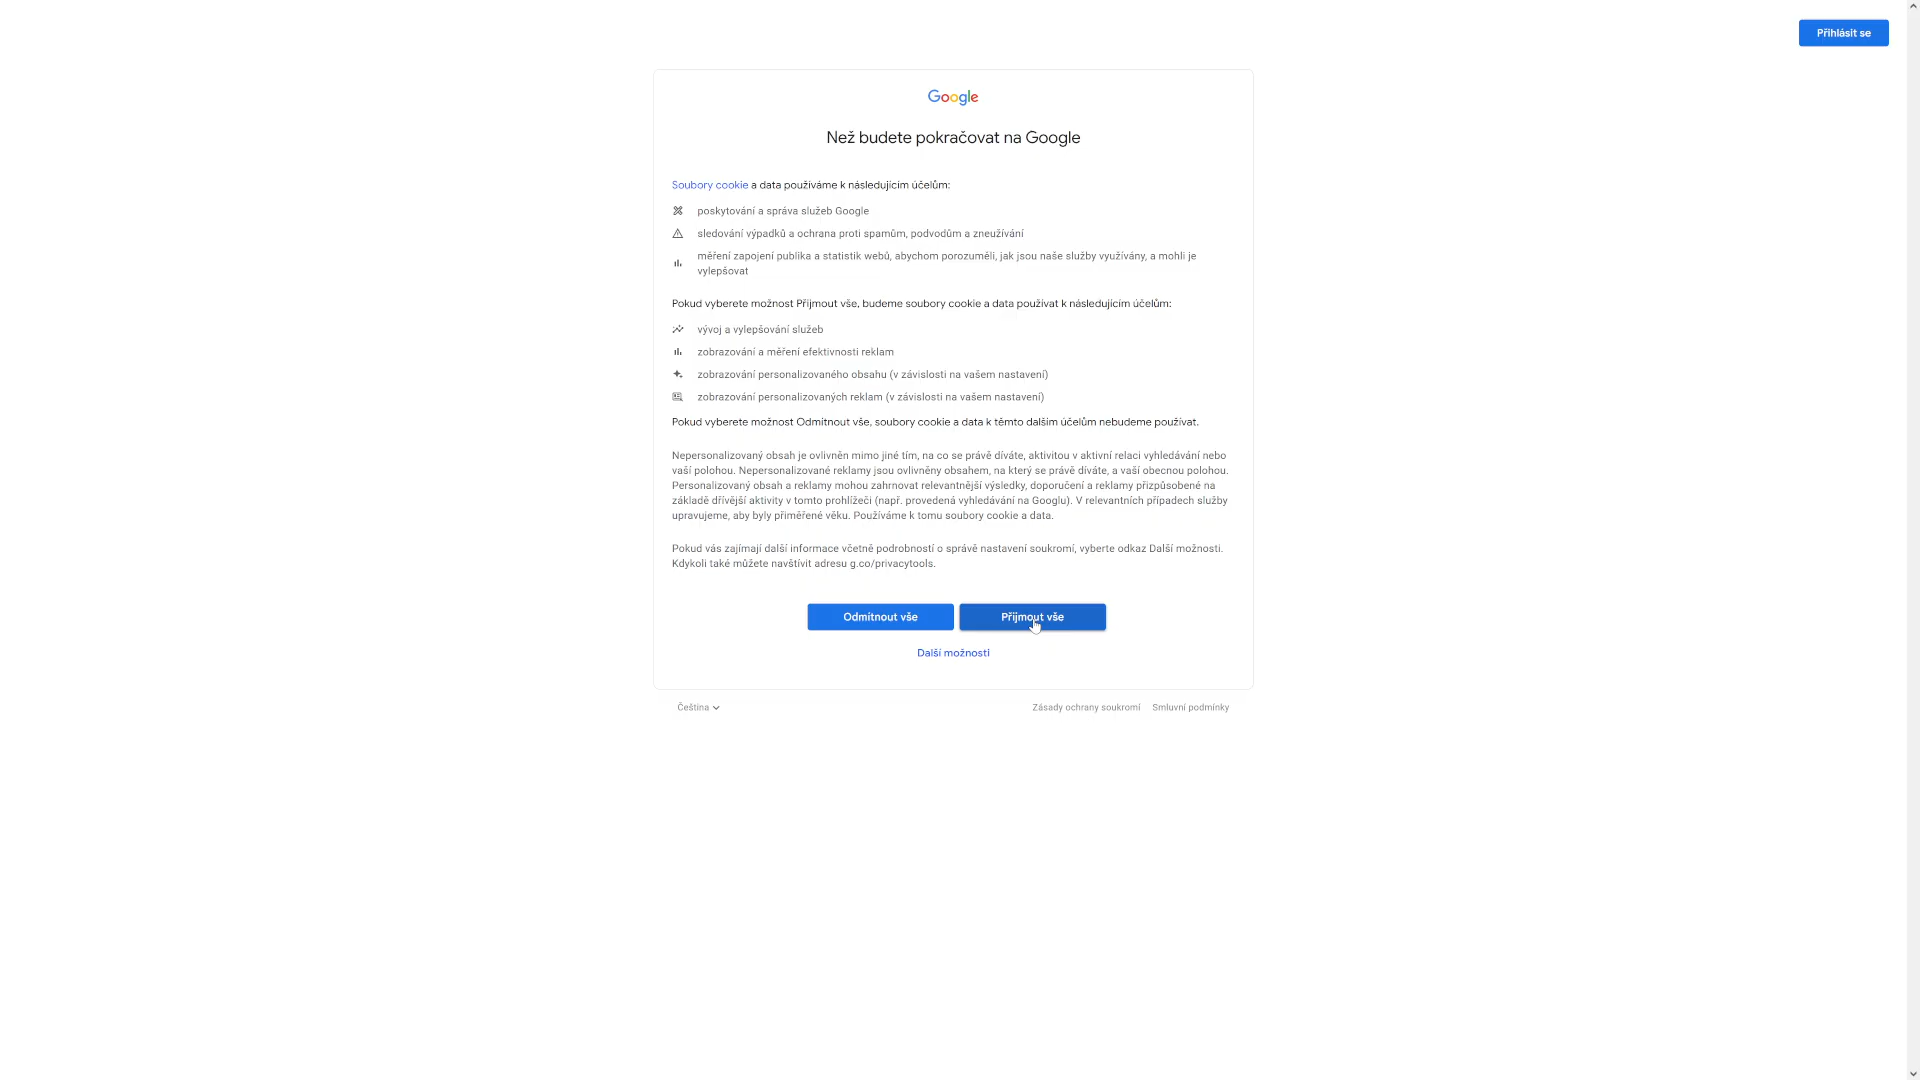 Přihlásit se
Google
Než budete pokračovat na Google
Soubory cookie a data používáme k následujícím účelům:
poskytování a správa služeb Google
sledování výpadků a ochrana proti spamům, podvodům a zneužívání
měření zapojení publika a statistik webů, abychom porozuměli, jak jsou naše služby využívány, a mohli je
vylepšovat
Pokud vyberete možnost Přijmout vše, budeme soubory cookie a data používat k následujícím účelům:
vývoj a vylepšování služeb
zobrazování a měření efektivnosti reklam
zobrazování personalizovaného obsahu (v závislosti na vašem nastavení)
zobrazování personalizovaných reklam (v závislosti na vašem nastavení)
Pokud vyberete možnost Odmítnout vše, soubory cookie a data k těmto dalším účelům nebudeme používat.
Nepersonalizovaný obsah je ovlivněn mimo jiné tím, na co se právě díváte, aktivitou v aktivní relaci vyhledávání nebo
vaší polohou. Nepersonalizované reklamy jsou ovlivněny obsahem, na který se právě díváte, a vaší obecnou polohou.
Personalizovaný obsah a reklamy mohou zahrnovat relevantnější výsledky, doporučení a reklamy přizpůsobené na
základě dřívější aktivity v tomto prohlížeči (např. provedená vyhledávání na Googlu). V relevantních případech služby
upravujeme, aby byly přiměřené věku. Používáme k tomu soubory cookie a data.
Pokud vás zajímají další informace včetně podrobností o správě nastavení soukromí, vyberte odkaz Další možnosti.
Kdykoli také můžete navštívit adresu g.co/privacytools.
Odmítnout vše Přijmout vše
Další možnosti
Čeština Zásady ochrany soukromí Smluvní podmínky